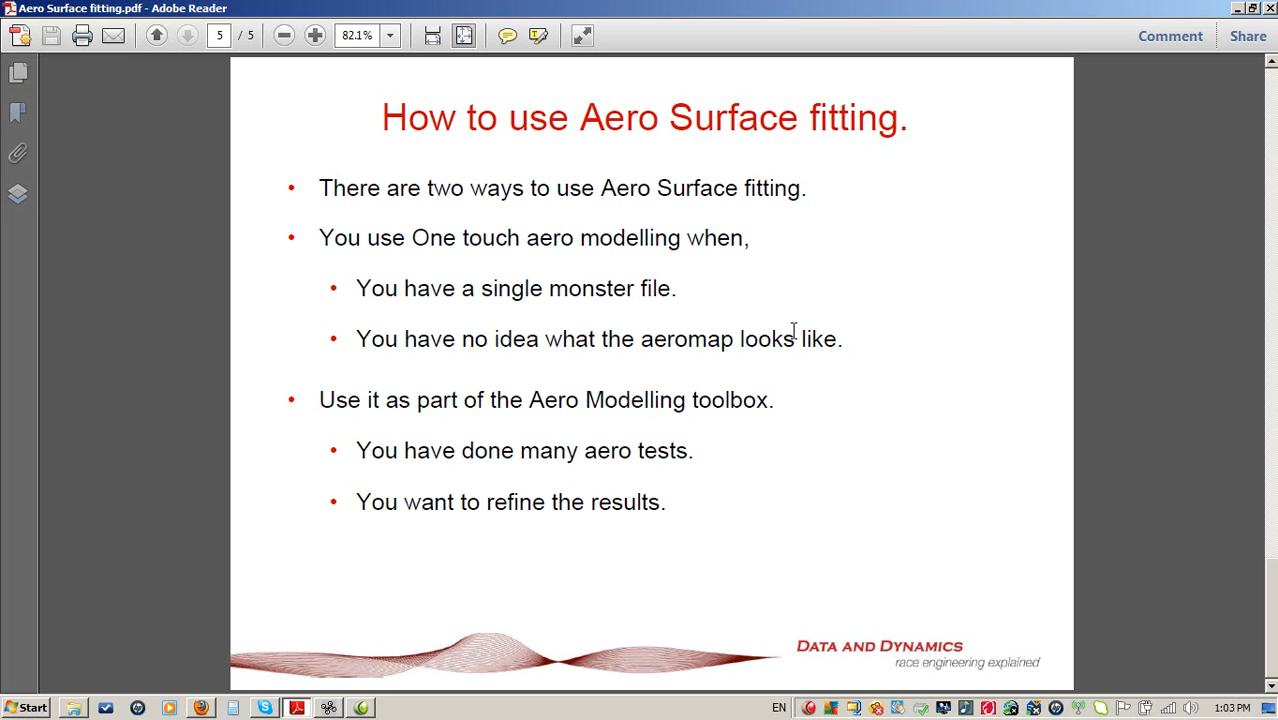 Aero Surface fitting.pdf - Adobe Reader
5 / 5 82.1% Comment Share
How to use Aero Surface fitting.
• There are two ways to use Aero Surface fitting.
• You use One touch aero modelling when,
• You have a single monster file.
• You have no idea what the aeromap looks like.
• Use it as part of the Aero Modelling toolbox.
• You have done many aero tests.
• You want to refine the results.
DATA AND DYNAMICS
race engineering explained
Start EN 1:03 PM